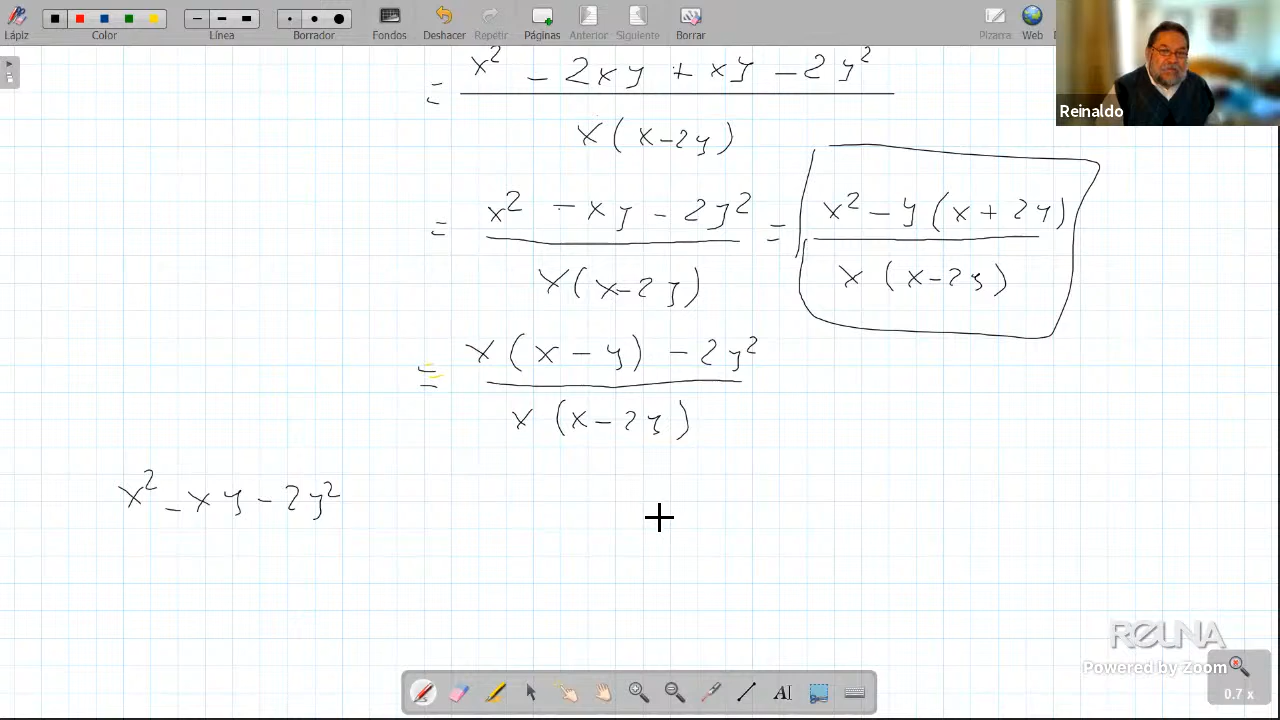 Lápiz Color Línea Borrador Fondos Deshacer Repetir Páginas Anterior Siguiente Borrar Pizarra Web
Reinaldo
= x² - 2xy + xy - 2y² / x(x-2y)
= x² - xy - 2y² / x(x-2y) = x² - y(x+2y) / x(x-2y)
= x(x-y) - 2y² / x(x-2y)
x² - xy - 2y²
REUNA
Powered by Zoom
0.7 x